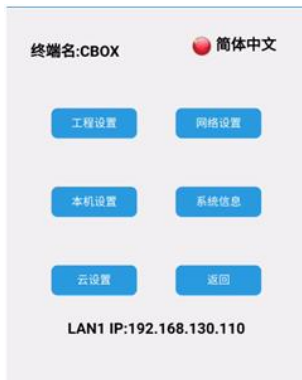 终端名:CBOX
简体中文
工程设置
网络设置
本机设置
系统信息
云设置
返回
LAN1 IP:192.168.130.110